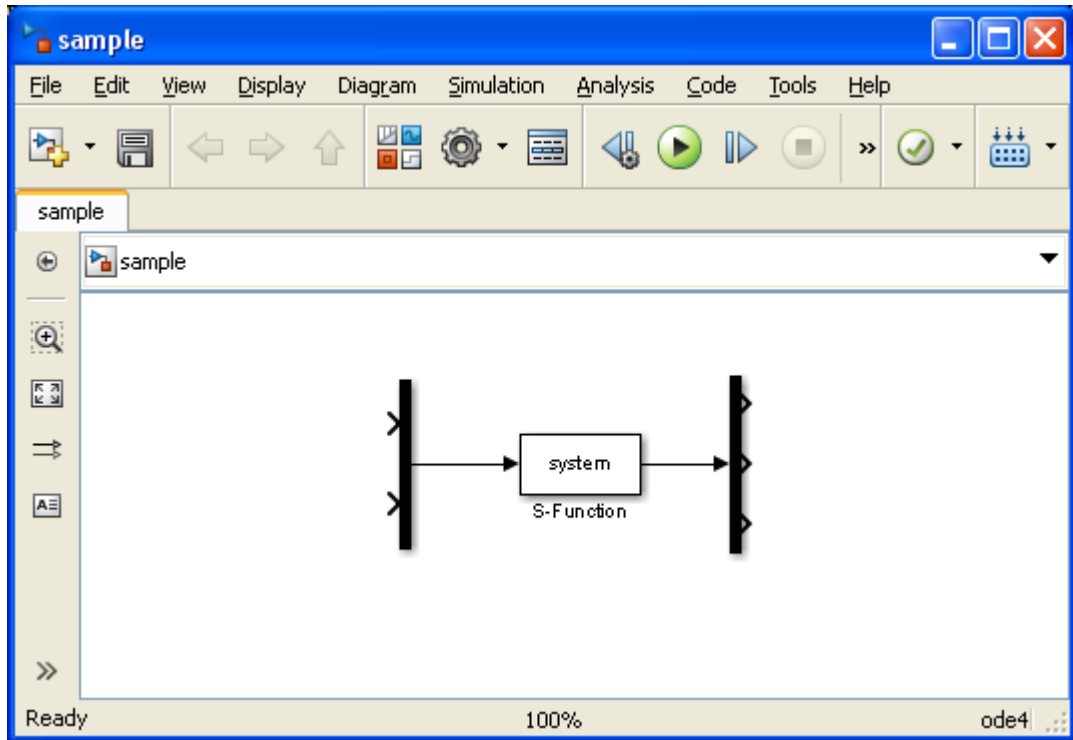 sample
File Edit View Display Diagram Simulation Analysis Code Tools Help
sample
sample
system
S-Function
Ready 100% ode4